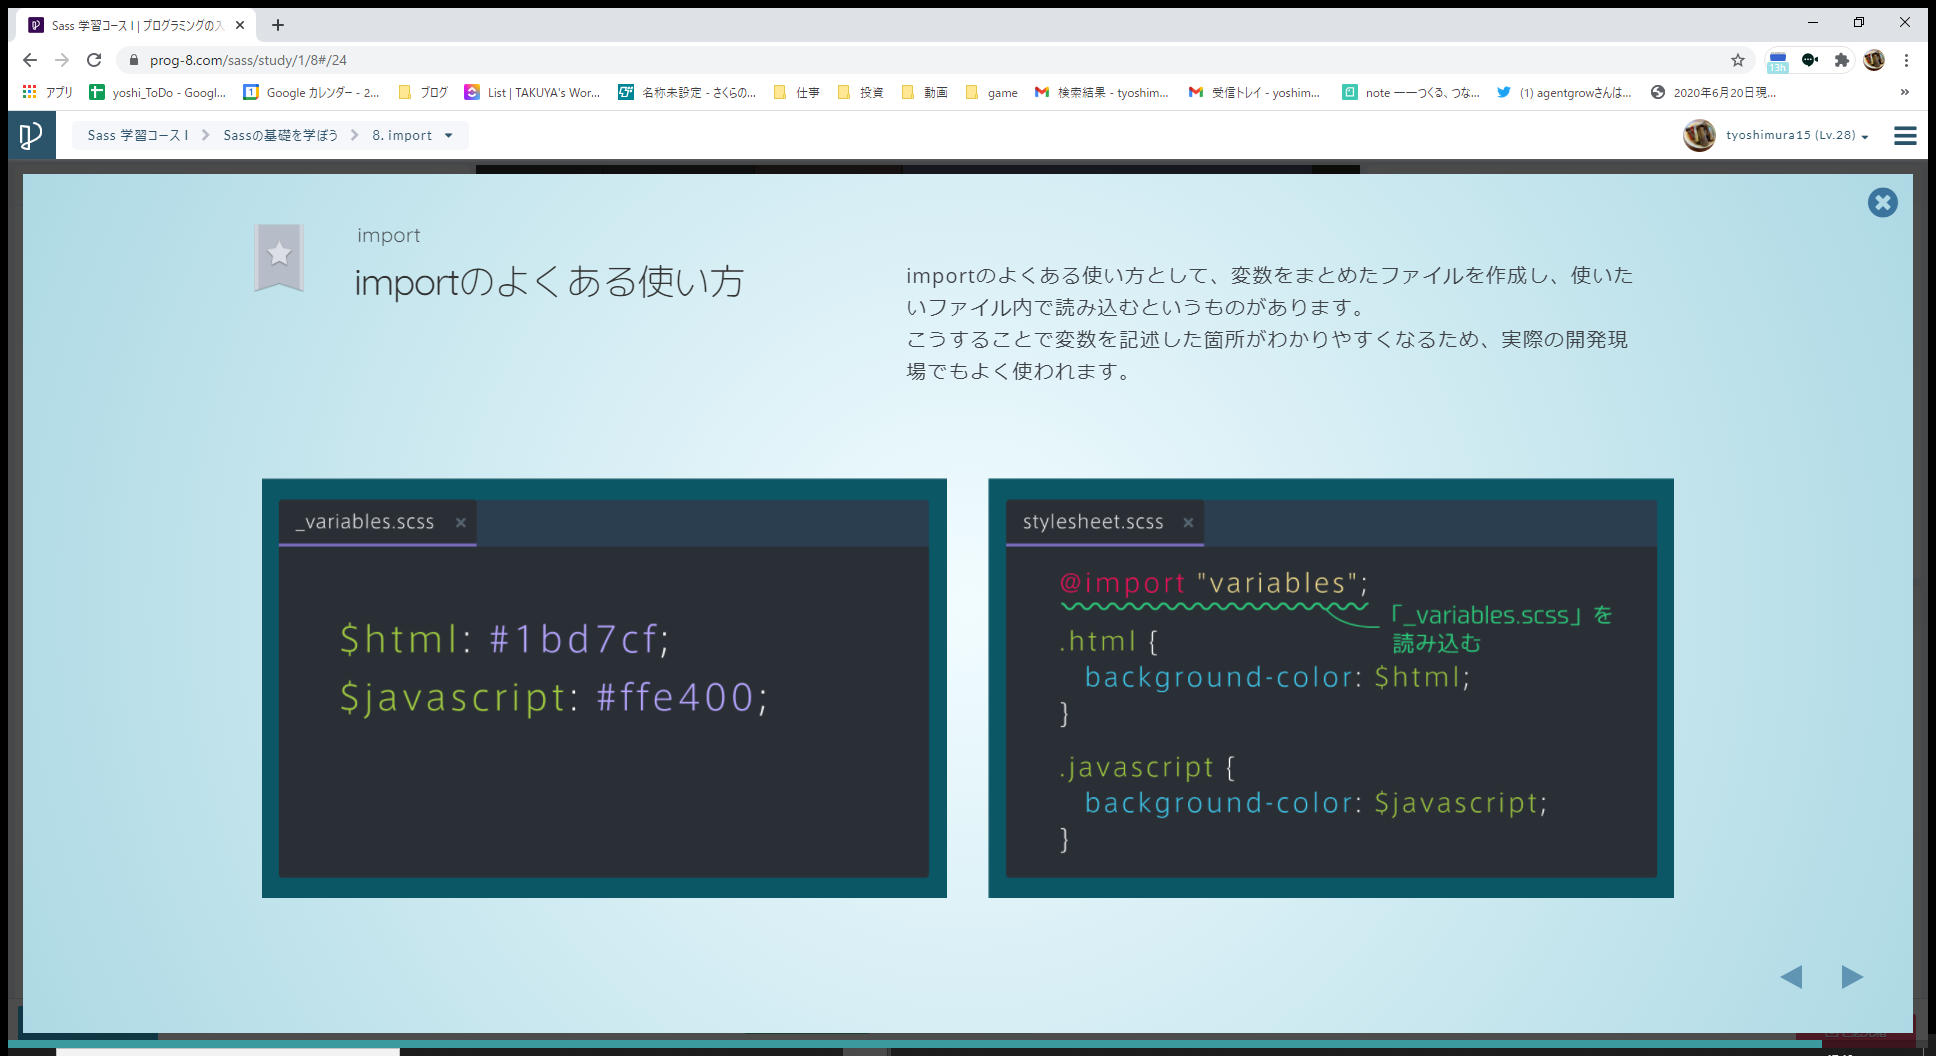 Sass 学習コース I | プログラミングの入
prog-8.com/sass/study/1/8#/24
13h
アプリ
yoshi_ToDo - Googl...
Google カレンダー - 2...
ブログ
List | TAKUYA's Wor...
名称未設定 - さくらの...
仕事
投資
動画
game
検索結果 - tyoshim...
受信トレイ - yoshim...
note ――つくる、つな...
(1) agentgrowさんは...
2020年6月20日現...
»
Sass 学習コース I
Sassの基礎を学ぼう
8. import
tyoshimura15 (Lv.28)
import
importのよくある使い方
importのよくある使い方として、変数をまとめたファイルを作成し、使いた
いファイル内で読み込むというものがあります。
こうすることで変数を記述した箇所がわかりやすくなるため、実際の開発現
場でもよく使われます。
_variables.scss
$html: #1bd7cf;
$javascript: #ffe400;
stylesheet.scss
@import "variables";
「_variables.scss」を
読み込む
.html {
background-color: $html;
}
.javascript {
background-color: $javascript;
}